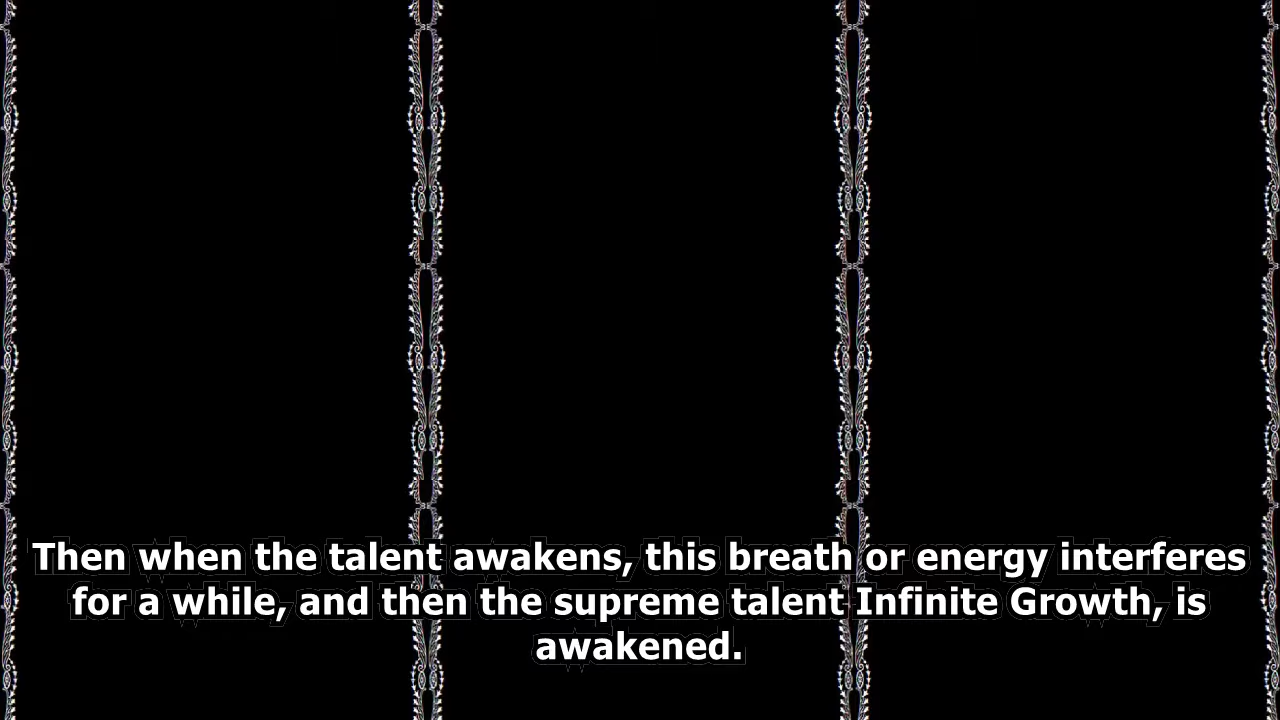 Then when the talent awakens, this breath or energy interferes
for a while, and then the supreme talent Infinite Growth, is
awakened.